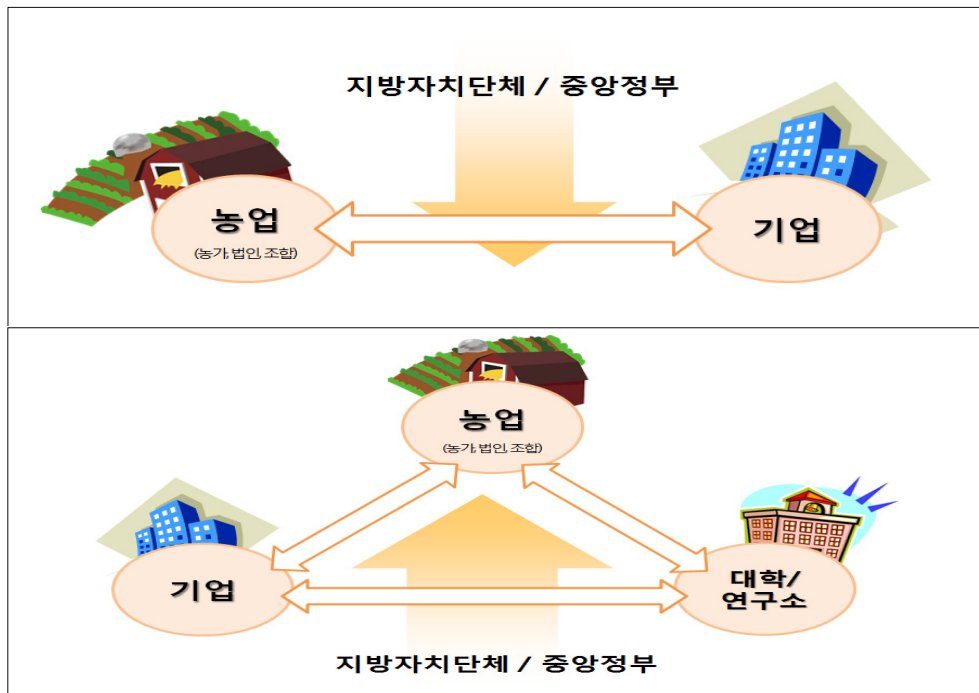 지방자치단체 / 중앙정부
농업
(농가, 법인, 조합)
기업
농업
(농가, 법인, 조합)
기업
대학/
연구소
지방자치단체 / 중앙정부